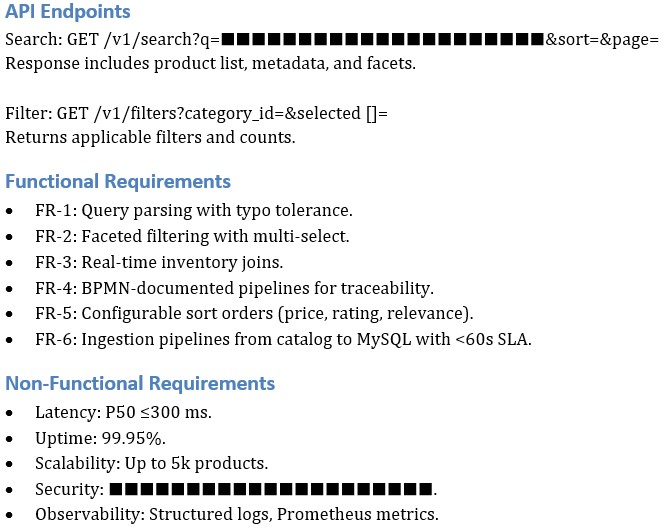 API Endpoints
Search: GET /v1/search?q=■■■■■■■■■■■■■■■■■■■■■&sort=&page=
Response includes product list, metadata, and facets.
Filter: GET /v1/filters?category_id=&selected []=
Returns applicable filters and counts.
Functional Requirements
• FR-1: Query parsing with typo tolerance.
• FR-2: Faceted filtering with multi-select.
• FR-3: Real-time inventory joins.
• FR-4: BPMN-documented pipelines for traceability.
• FR-5: Configurable sort orders (price, rating, relevance).
• FR-6: Ingestion pipelines from catalog to MySQL with <60s SLA.
Non-Functional Requirements
• Latency: P50 ≤300 ms.
• Uptime: 99.95%.
• Scalability: Up to 5k products.
• Security: ■■■■■■■■■■■■■■■■■■■■■.
• Observability: Structured logs, Prometheus metrics.